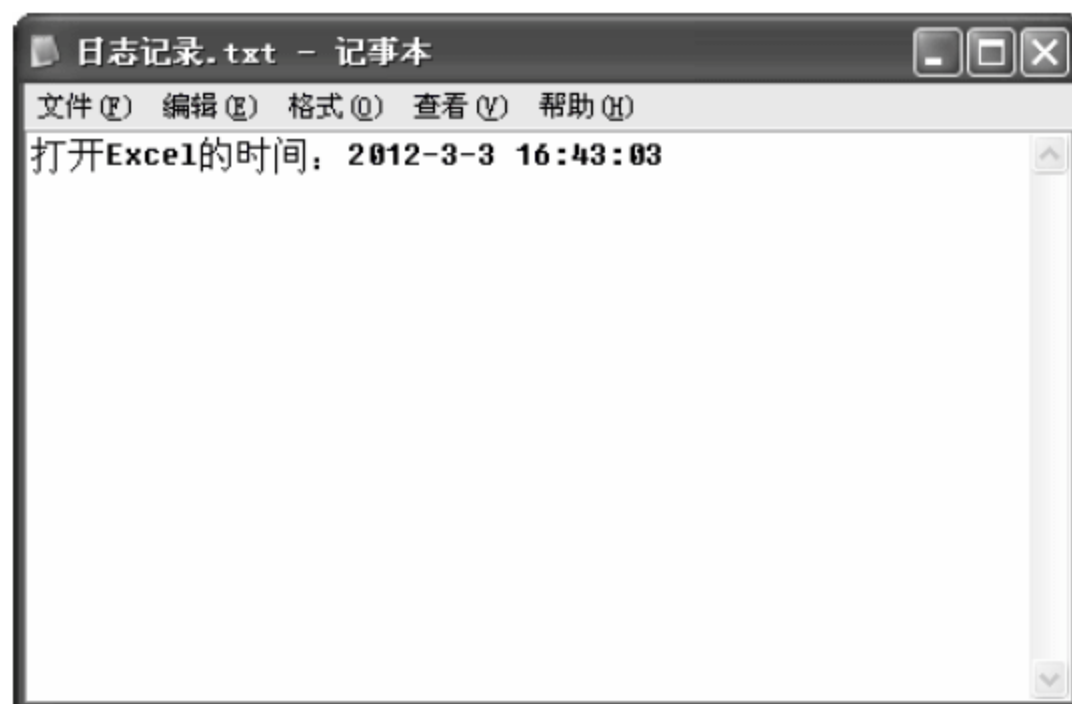 日志记录.txt - 记事本
文件(F) 编辑(E) 格式(O) 查看(V) 帮助(H)
打开Excel的时间：2012-3-3 16:43:03